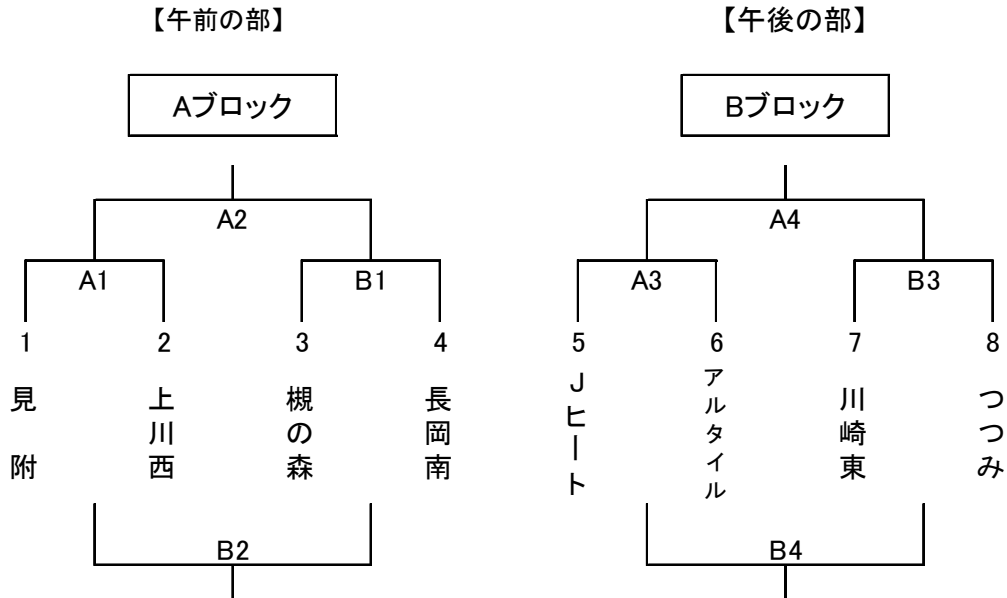 【午前の部】
Aブロック
A2
A1
B1
1
2
3
4
見附
上川西
槻の森
長岡南
B2
【午後の部】
Bブロック
A4
A3
B3
5
6
7
8
Jヒート
アルタイル
川崎東
つつみ
B4